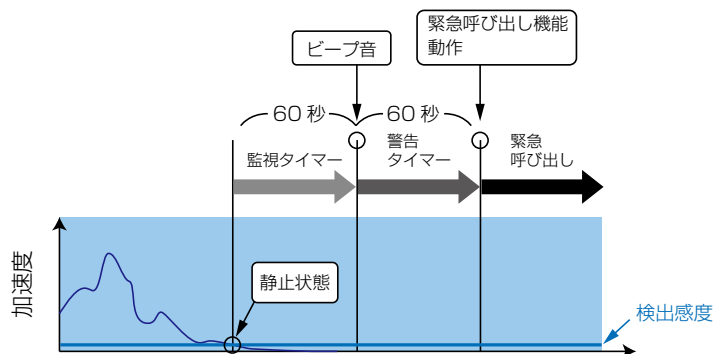 緊急呼び出し機能
動作
ビープ音
60 秒
60 秒
監視タイマー
警告
タイマー
緊急
呼び出し
加速度
静止状態
検出感度